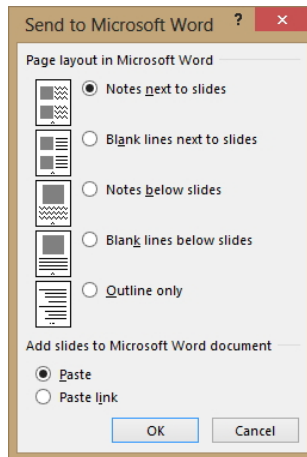 Send to Microsoft Word ? ×
Page layout in Microsoft Word
Notes next to slides
Blank lines next to slides
Notes below slides
Blank lines below slides
Outline only
Add slides to Microsoft Word document
Paste
Paste link
OK Cancel